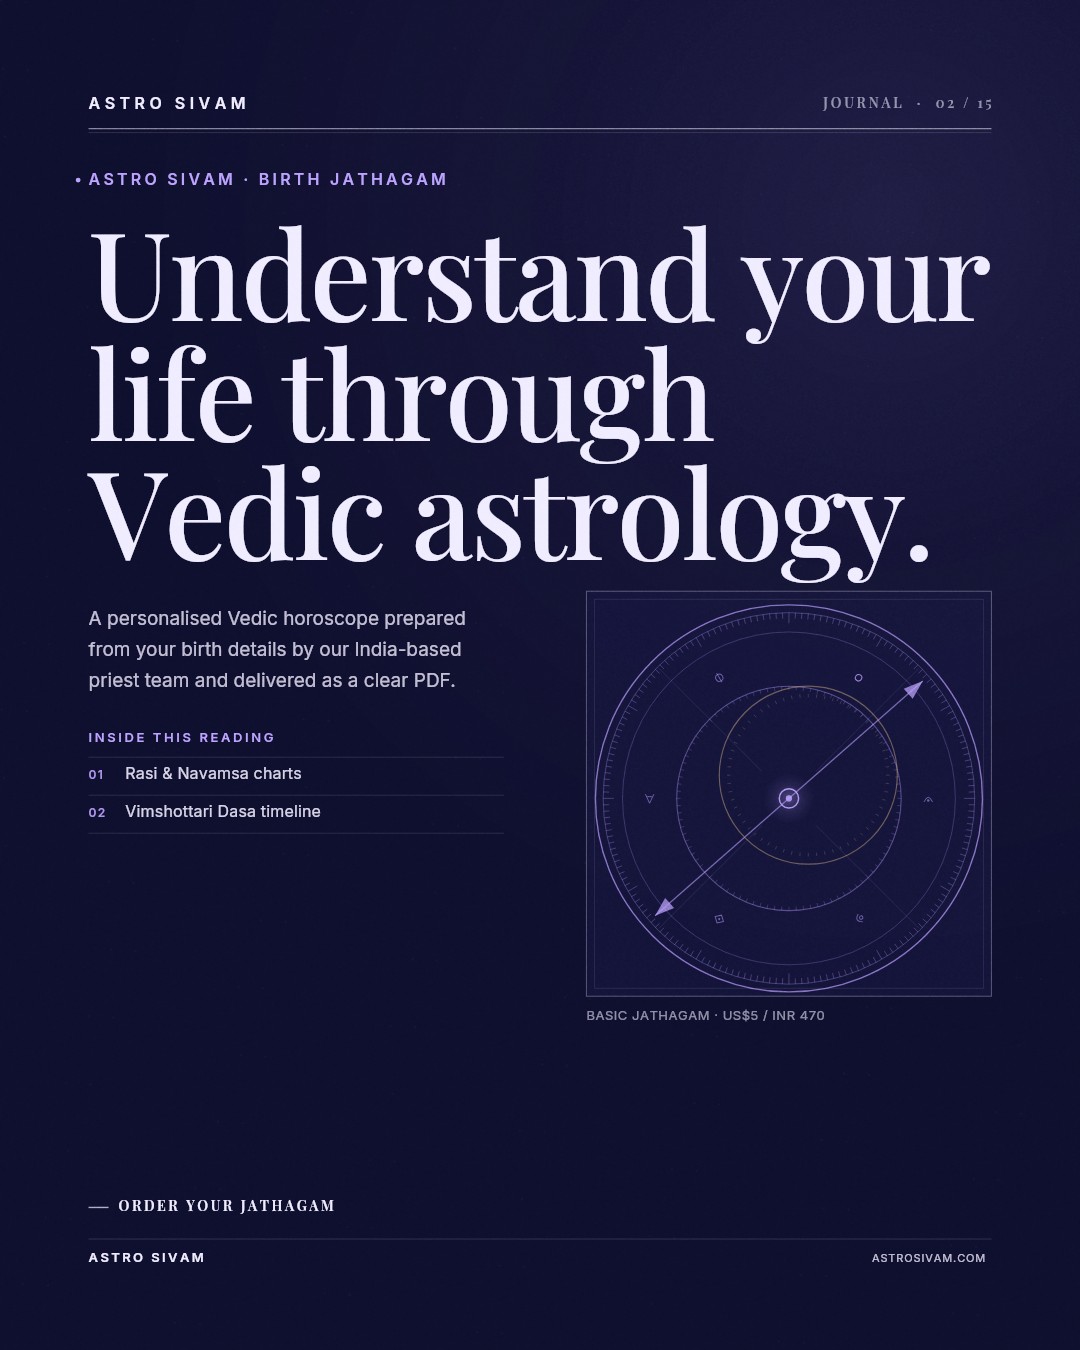 ASTRO SIVAM
JOURNAL · 02 / 15
• ASTRO SIVAM · BIRTH JATHAGAM
Understand your
life through
Vedic astrology.
A personalised Vedic horoscope prepared
from your birth details by our India-based
priest team and delivered as a clear PDF.
INSIDE THIS READING
01 Rasi & Navamsa charts
02 Vimshottari Dasa timeline
BASIC JATHAGAM · US$5 / INR 470
— ORDER YOUR JATHAGAM
ASTRO SIVAM
ASTROSIVAM.COM